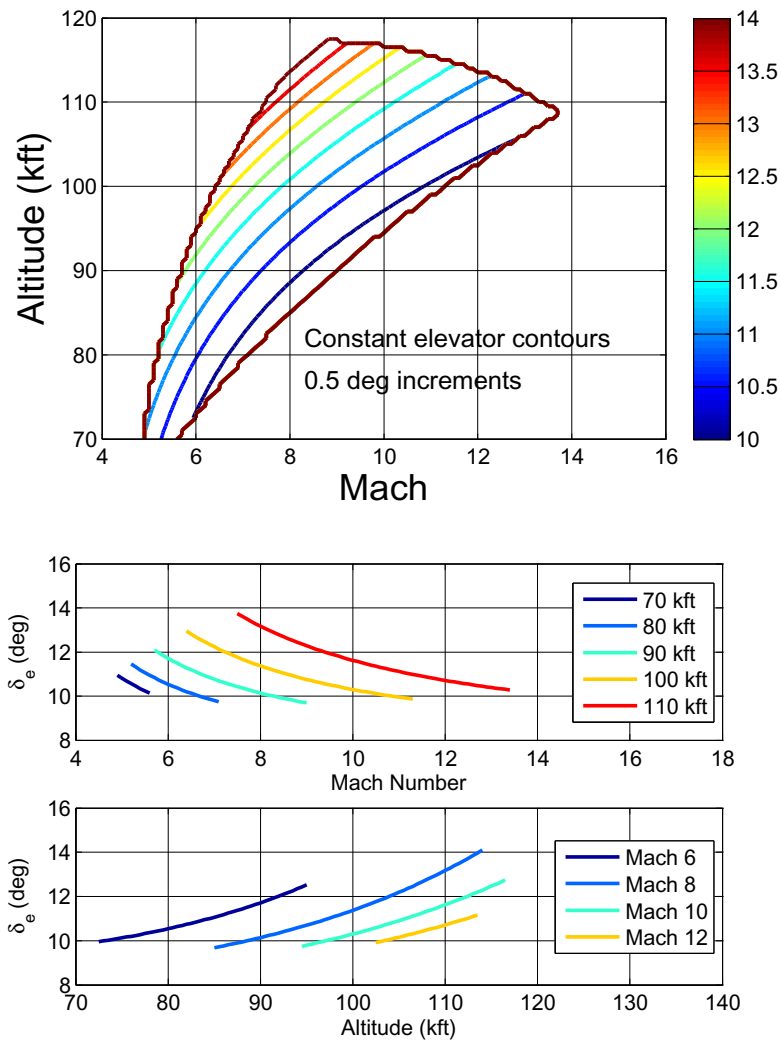 120
110
100
90
80
70
Altitude (kft)
4 6 8 10 12 14 16
Mach
Constant elevator contours
0.5 deg increments
14
13.5
13
12.5
12
11.5
11
10.5
10
16
14
12
10
8
δe (deg)
4 6 8 10 12 14 16 18
Mach Number
70 kft
80 kft
90 kft
100 kft
110 kft
16
14
12
10
8
δe (deg)
70 80 90 100 110 120 130 140
Altitude (kft)
Mach 6
Mach 8
Mach 10
Mach 12